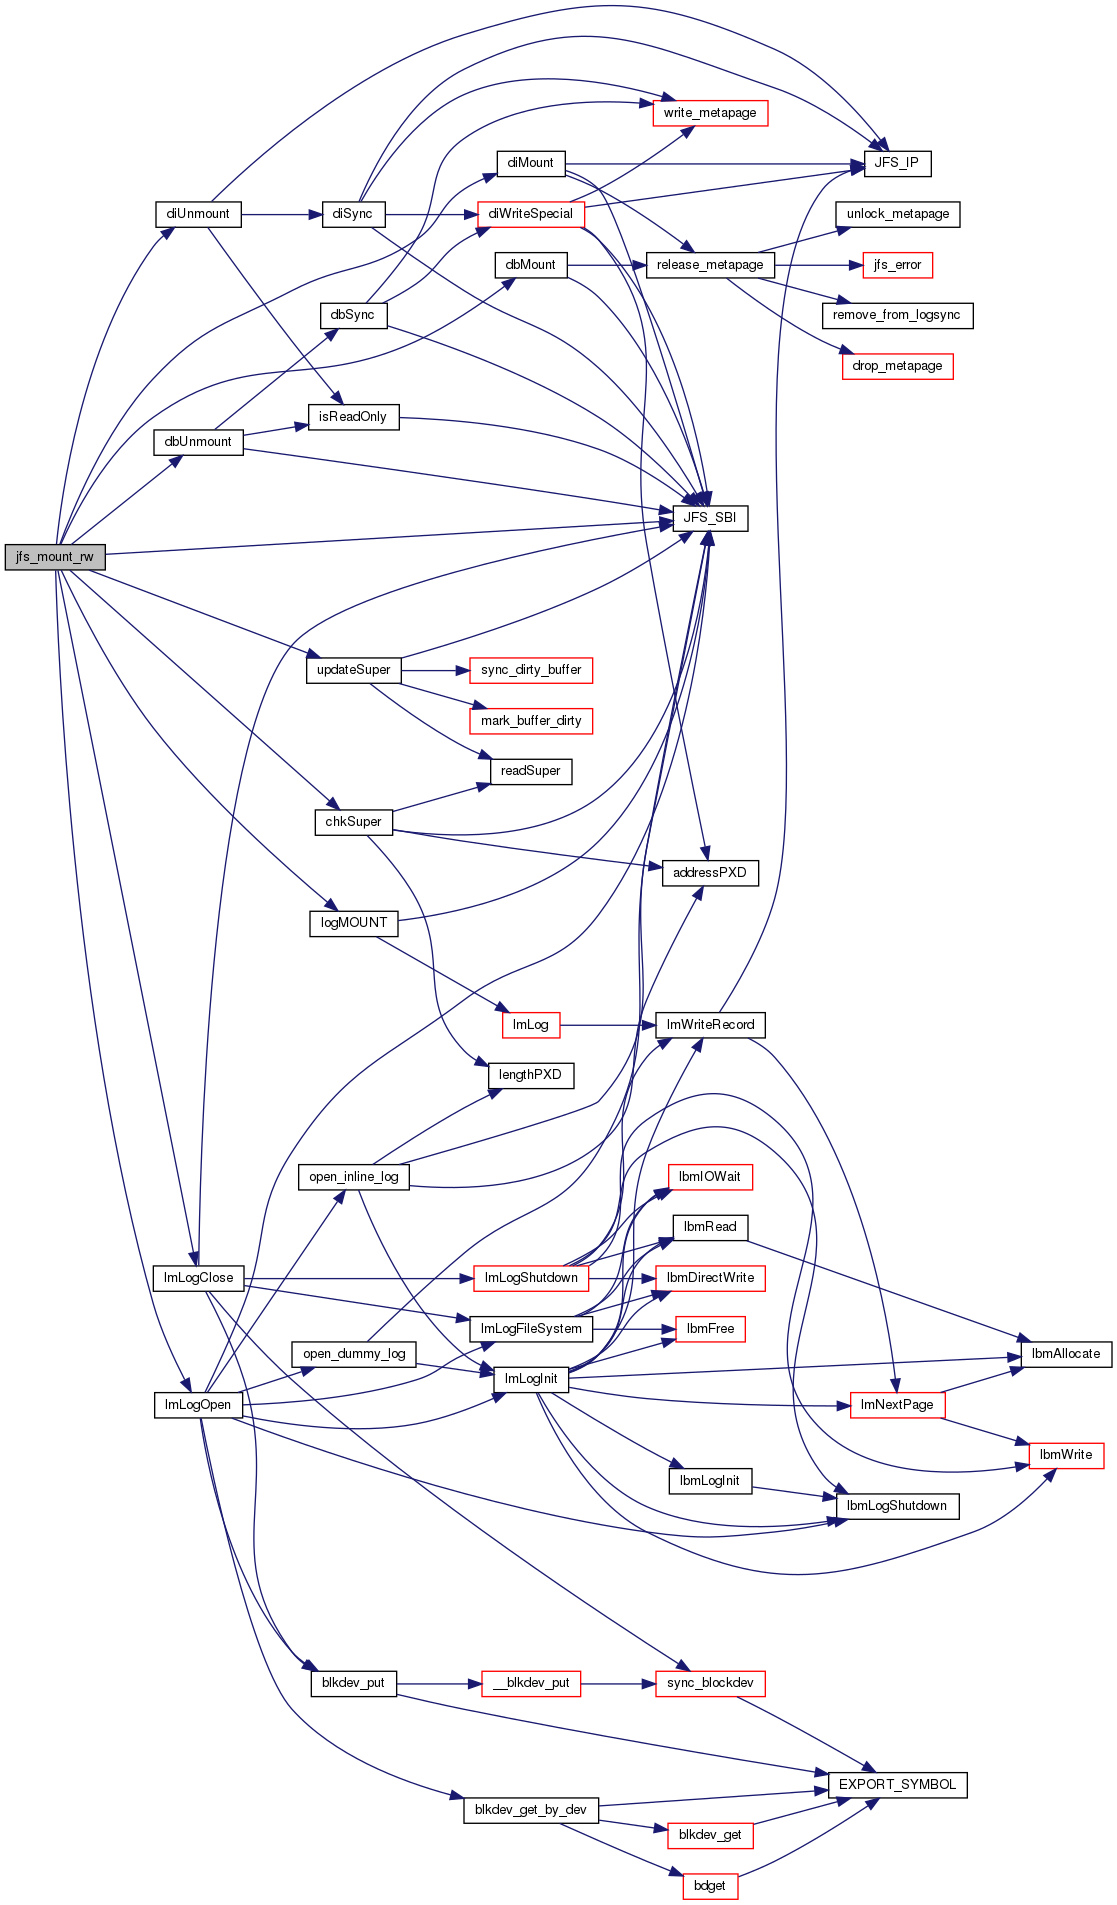 write_metapage
diMount
JFS_IP
diUnmount
diSync
diWriteSpecial
unlock_metapage
dbMount
release_metapage
jfs_error
dbSync
remove_from_logsync
drop_metapage
isReadOnly
dbUnmount
JFS_SBI
jfs_mount_rw
updateSuper
sync_dirty_buffer
mark_buffer_dirty
readSuper
chkSuper
addressPXD
logMOUNT
lmLog
lmWriteRecord
lengthPXD
open_inline_log
lbmIOWait
lbmRead
lmLogClose
lmLogShutdown
lbmDirectWrite
lmLogFileSystem
lbmFree
open_dummy_log
lbmAllocate
lmLogInit
lmLogOpen
lmNextPage
lbmWrite
lbmLogInit
lbmLogShutdown
blkdev_put
__blkdev_put
sync_blockdev
EXPORT_SYMBOL
blkdev_get_by_dev
blkdev_get
bdget